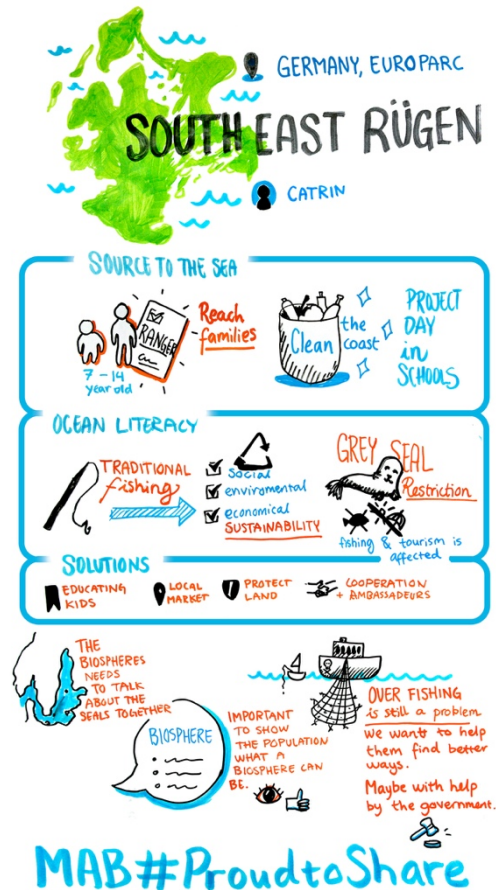 GERMANY, EUROPARC
SOUTH EAST RÜGEN
CATRIN
SOURCE TO THE SEA
RANGER
7-14
year old
Reach
families
Clean
the
coast
PROJECT
DAY
in
SCHOOLS
OCEAN LITERACY
TRADITIONAL
fishing
Social
enviromental
economical
SUSTAINABILITY
GREY SEAL
Restriction
fishing & tourism is
affected
SOLUTIONS
EDUCATING
KIDS
LOCAL
MARKET
PROTECT
LAND
COOPERATION
+ AMBASSADEURS
THE
BIOSPHERES
NEEDS
TO TALK
ABOUT THE
SEALS TOGETHER
BIOSPHERE
IMPORTANT
TO SHOW
THE POPULATION
WHAT A
BIOSPHERE CAN
BE.
OVER FISHING
is still a problem
we want to help
them find better
ways.
Maybe with help
by the government.
MAB#ProudtoShare